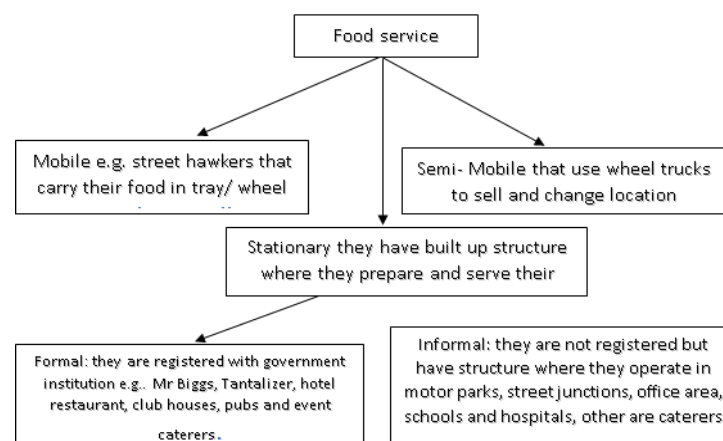 Food service
Mobile e.g. street hawkers that
carry their food in tray/ wheel
Semi- Mobile that use wheel trucks
to sell and change location
Stationary they have built up structure
where they prepare and serve their
Formal: they are registered with government
institution e.g.. Mr Biggs, Tantalizer, hotel
restaurant, club houses, pubs and event
caterers.
Informal: they are not registered but
have structure where they operate in
motor parks, street junctions, office area,
schools and hospitals, other are caterers